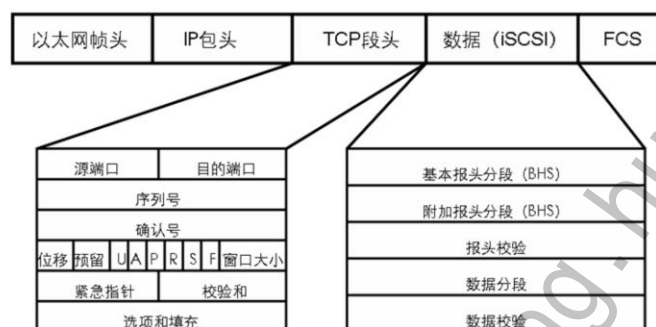 以太网帧头 IP包头 TCP段头 数据（iSCSI） FCS
源端口 目的端口
序列号
确认号
位移 预留 U A P R S F 窗口大小
紧急指针 校验和
选项和填充
基本报头分段（BHS）
附加报头分段（BHS）
报头校验
数据分段
数据校验